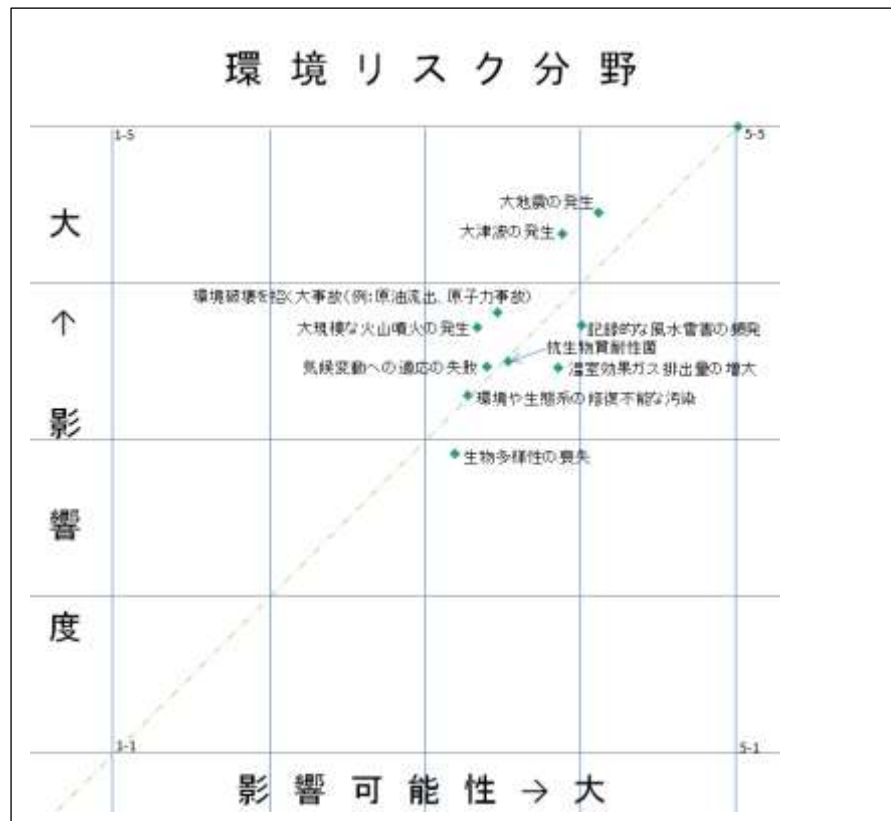 環境リスク分野
1-5
5-5
大地震の発生
大津波の発生
環境破壊を招く大事故(例:原油流出、原子力事故)
大規模な火山噴火の発生
記録的な風水雪害の頻発
抗生物質耐性菌
気候変動への適応の失敗
温室効果ガス排出量の増大
環境や生態系の修復不能な汚染
生物多様性の喪失
大
↑
影
響
度
1-1
5-1
影響可能性→大